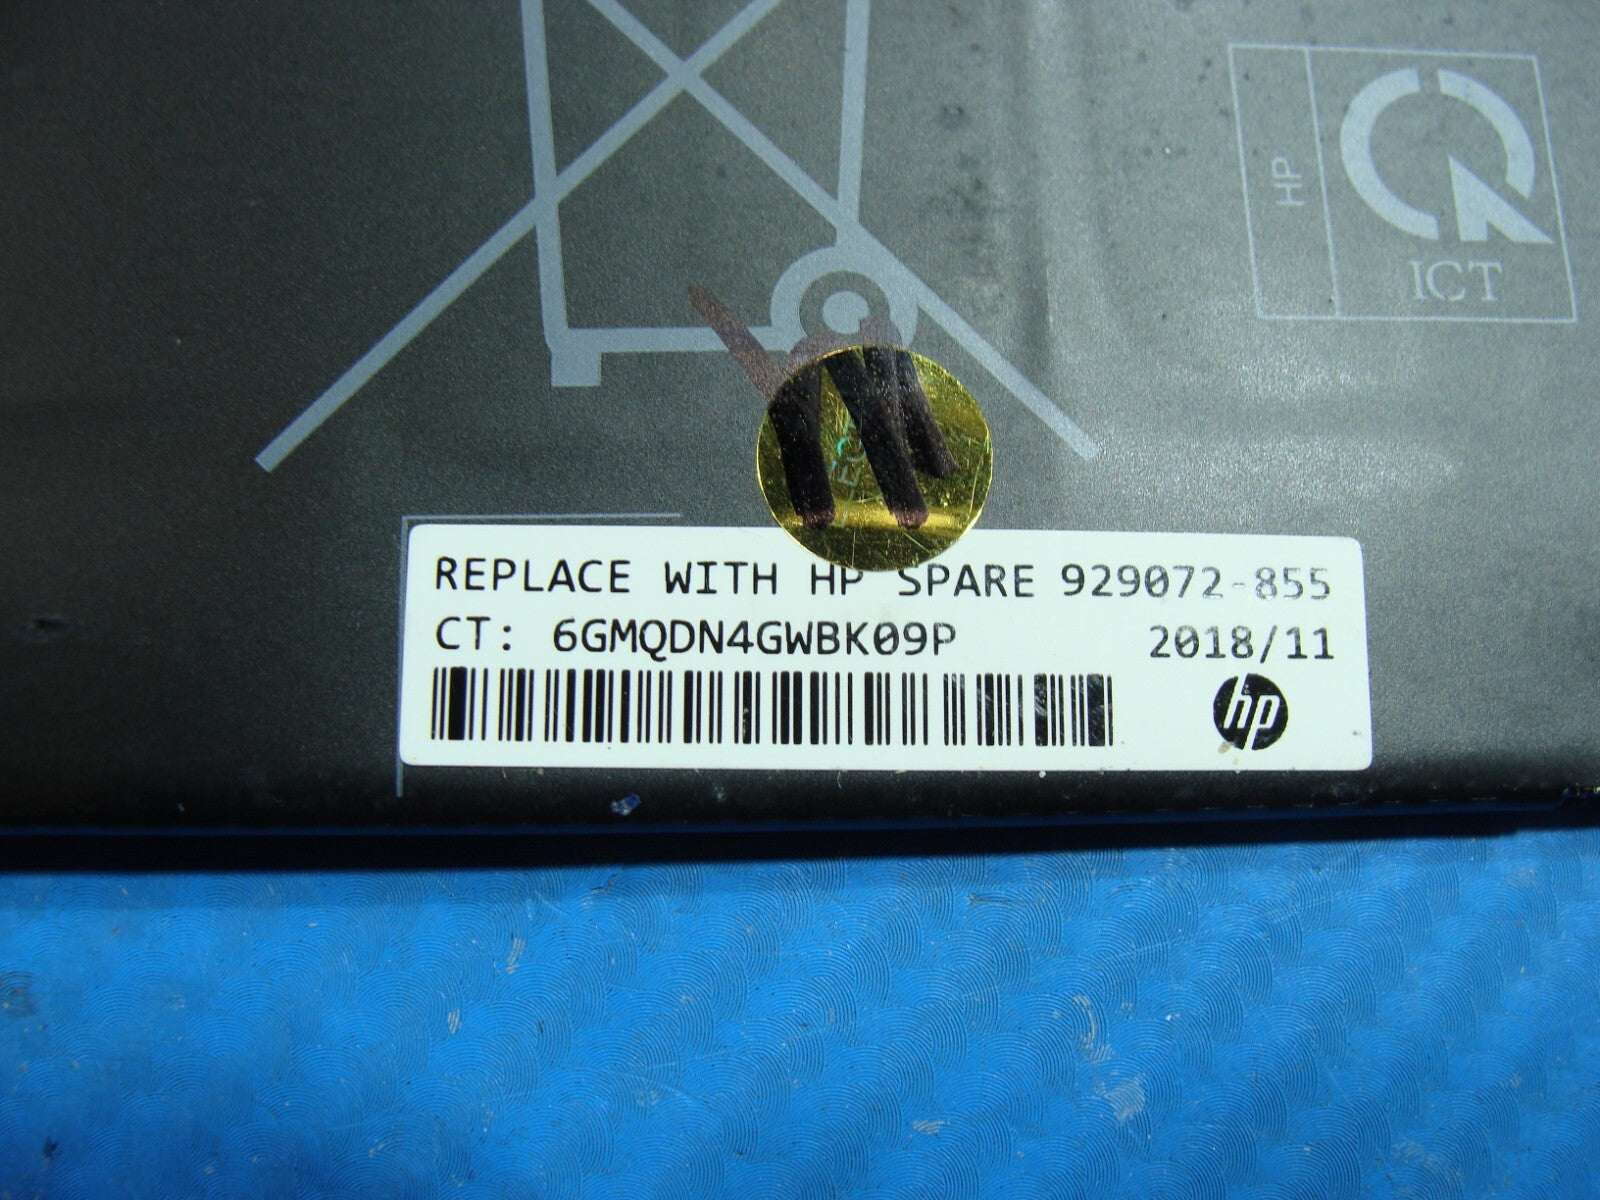 HP
ICT
REPLACE WITH HP SPARE 929072-855
CT: 6GMQDN4GWBK09P 2018/11
hp